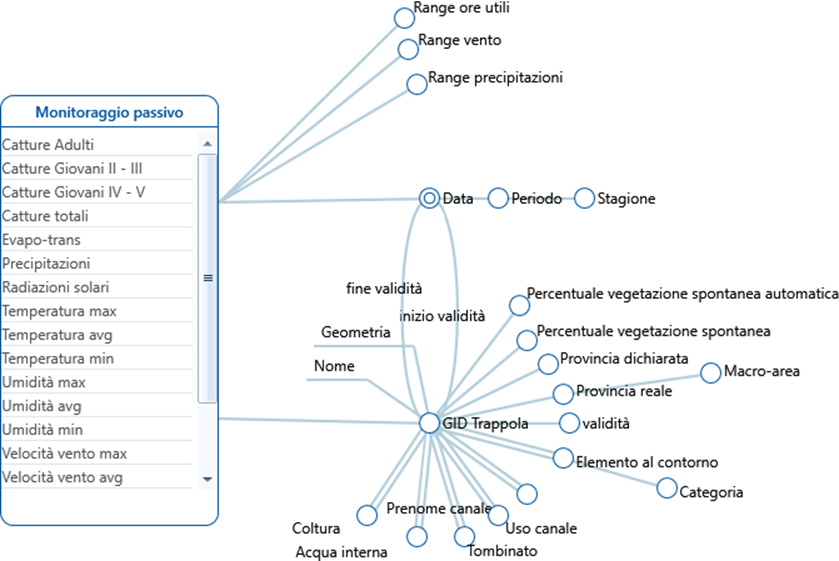 Range ore utili
Range vento
Range precipitazioni
Monitoraggio passivo
Catture Adulti
Catture Giovani II - III
Catture Giovani IV - V
Catture totali
Evapo-trans
Precipitazioni
Radiazioni solari
Temperatura max
Temperatura avg
Temperatura min
Umidità max
Umidità avg
Umidità min
Velocità vento max
Velocità vento avg
Data
Periodo
Stagione
fine validità
inizio validità
Geometria
Nome
Percentuale vegetazione spontanea automatica
Percentuale vegetazione spontanea
Provincia dichiarata
Macro-area
Provincia reale
GID Trappola
validità
Elemento al contorno
Categoria
Prenome canale
Uso canale
Coltura
Acqua interna
Tombinato